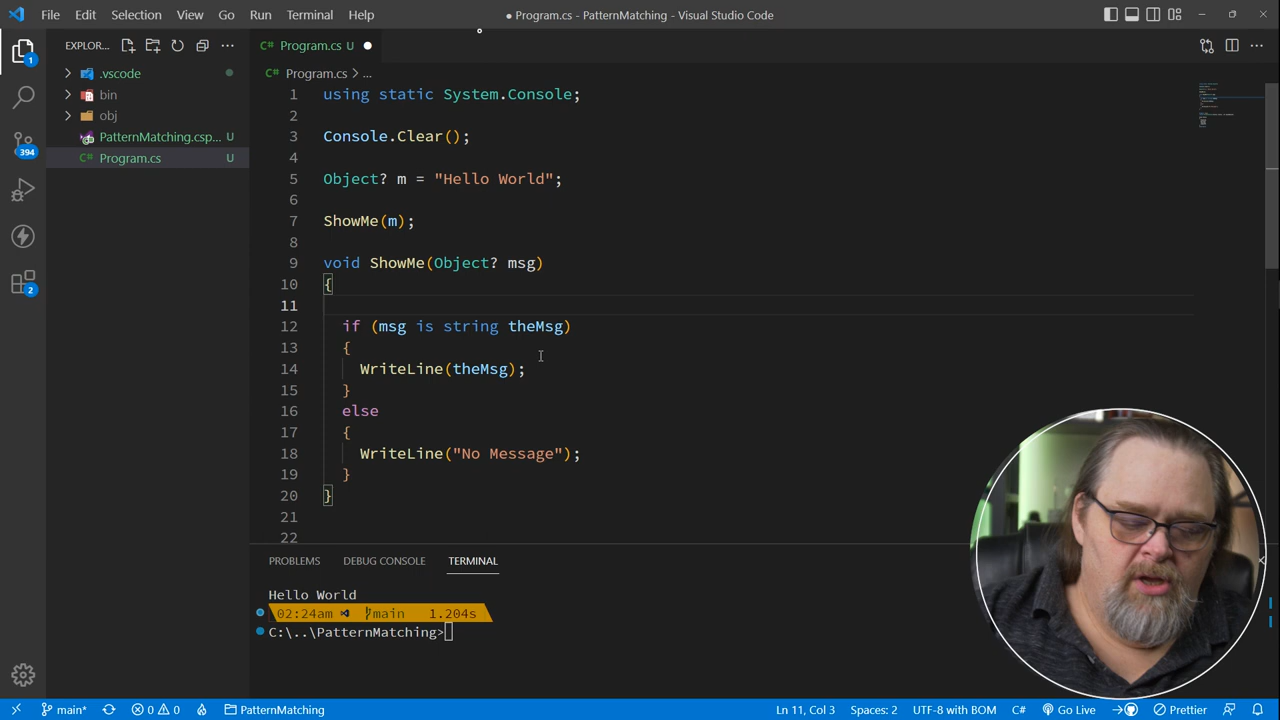 File Edit Selection View Go Run Terminal Help
● Program.cs - PatternMatching - Visual Studio Code
EXPLOR...
Program.cs U
.vscode
bin
obj
PatternMatching.csp... U
Program.cs U
1
394
2
C# Program.cs > ...
1 using static System.Console;
2
3 Console.Clear();
4
5 Object? m = "Hello World";
6
7 ShowMe(m);
8
9 void ShowMe(Object? msg)
10 {
11
12 if (msg is string theMsg)
13 {
14 WriteLine(theMsg);
15 }
16 else
17 {
18 WriteLine("No Message");
19 }
20 }
21
22
PROBLEMS DEBUG CONSOLE TERMINAL
Hello World
02:24am main 1.204s
C:\..\PatternMatching>
main* 0 0 PatternMatching Ln 11, Col 3 Spaces: 2 UTF-8 with BOM C# Go Live Prettier